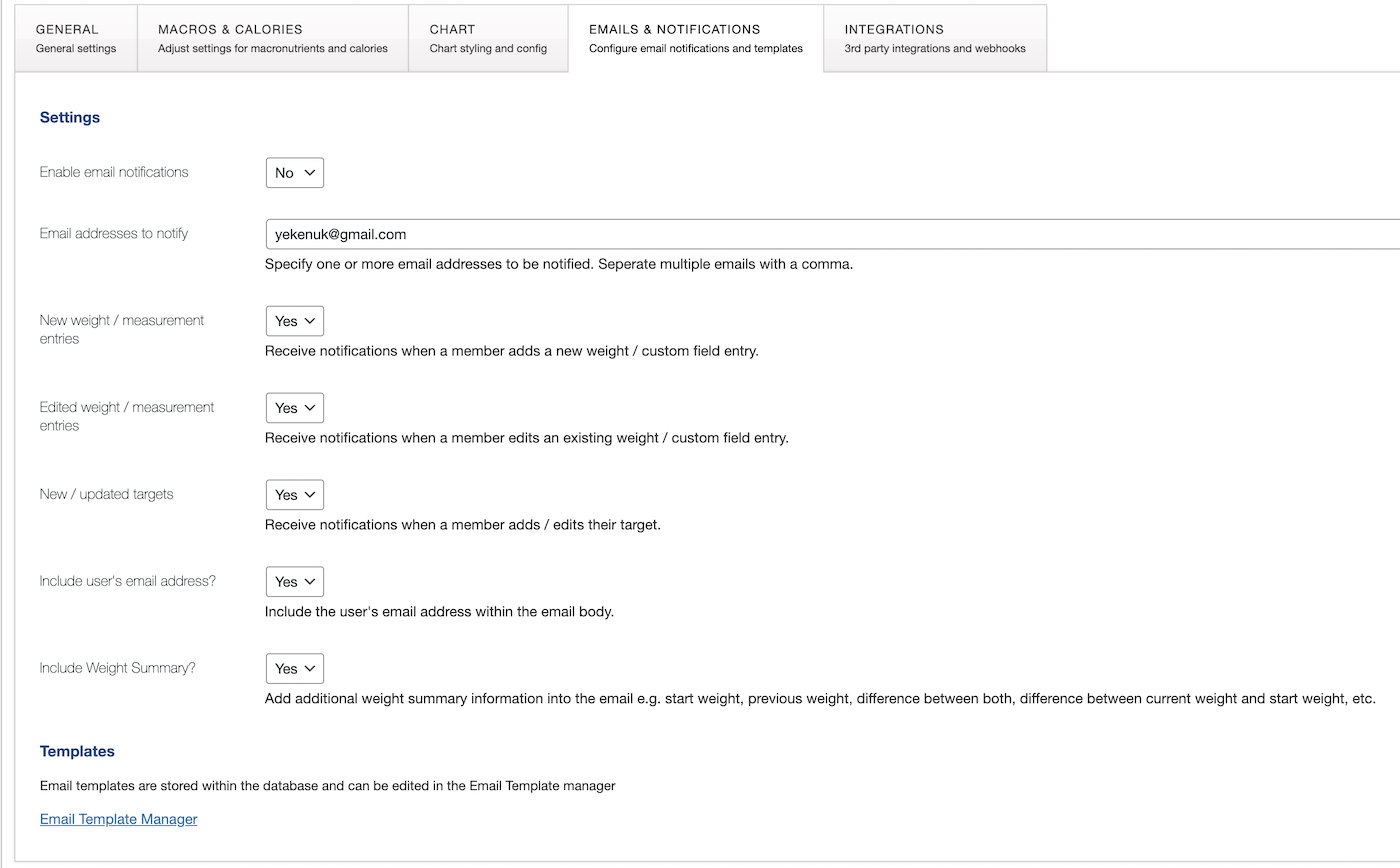 GENERAL
General settings
MACROS & CALORIES
Adjust settings for macronutrients and calories
CHART
Chart styling and config
EMAILS & NOTIFICATIONS
Configure email notifications and templates
INTEGRATIONS
3rd party integrations and webhooks
Settings
Enable email notifications
No
Email addresses to notify
yekenuk@gmail.com
Specify one or more email addresses to be notified. Seperate multiple emails with a comma.
New weight / measurement
entries
Yes
Receive notifications when a member adds a new weight / custom field entry.
Edited weight / measurement
entries
Yes
Receive notifications when a member edits an existing weight / custom field entry.
New / updated targets
Yes
Receive notifications when a member adds / edits their target.
Include user's email address?
Yes
Include the user's email address within the email body.
Include Weight Summary?
Yes
Add additional weight summary information into the email e.g. start weight, previous weight, difference between both, difference between current weight and start weight, etc.
Templates
Email templates are stored within the database and can be edited in the Email Template manager
Email Template Manager